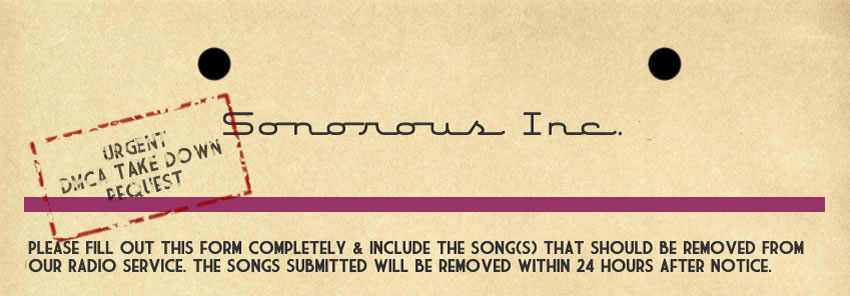 Sonorous Inc.
URGENT
DMCA TAKE DOWN
REQUEST
PLEASE FILL OUT THIS FORM COMPLETELY & INCLUDE THE SONG(S) THAT SHOULD BE REMOVED FROM
OUR RADIO SERVICE. THE SONGS SUBMITTED WILL BE REMOVED WITHIN 24 HOURS AFTER NOTICE.